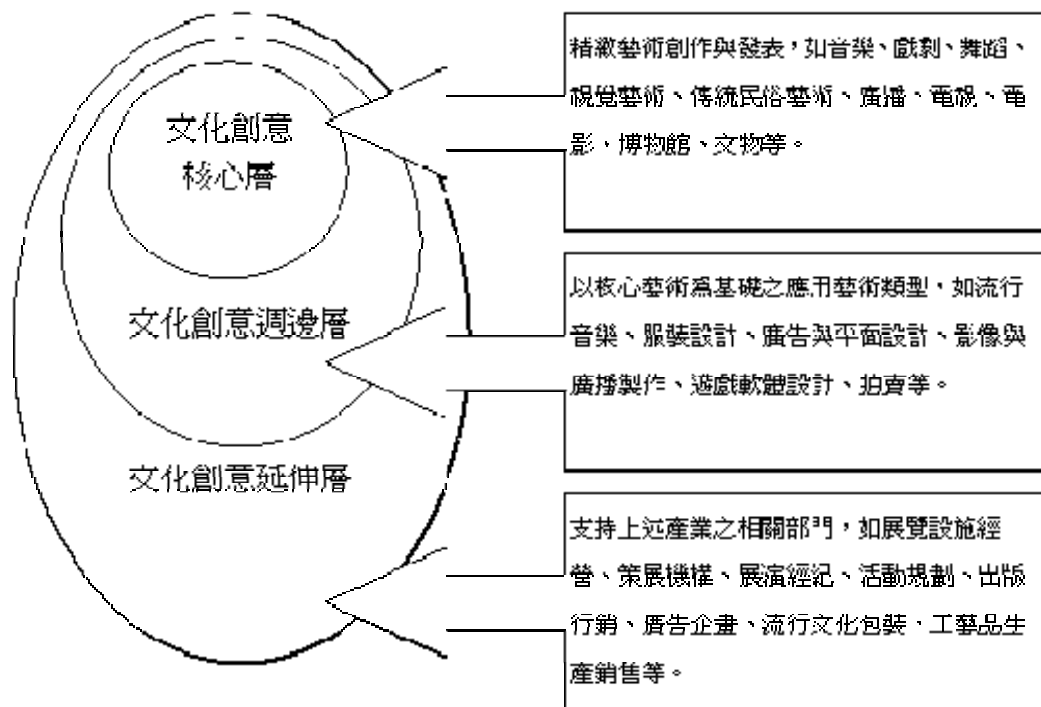 文化創意
核心層
精緻藝術創作與發表，如音樂、戲劇、舞蹈、
視覺藝術、傳統民俗藝術、廣播、電視、電
影、博物館、文物等。
文化創意週邊層
以核心藝術為基礎之應用藝術類型，如流行
音樂、服裝設計、廣告與平面設計、影像與
廣播製作、遊戲軟體設計、拍賣等。
文化創意延伸層
支持上述產業之相關部門，如展覽設施經
營、策展機構、展演經紀、活動規劃、出版
行銷、廣告企畫、流行文化包裝、工藝品生
產銷售等。